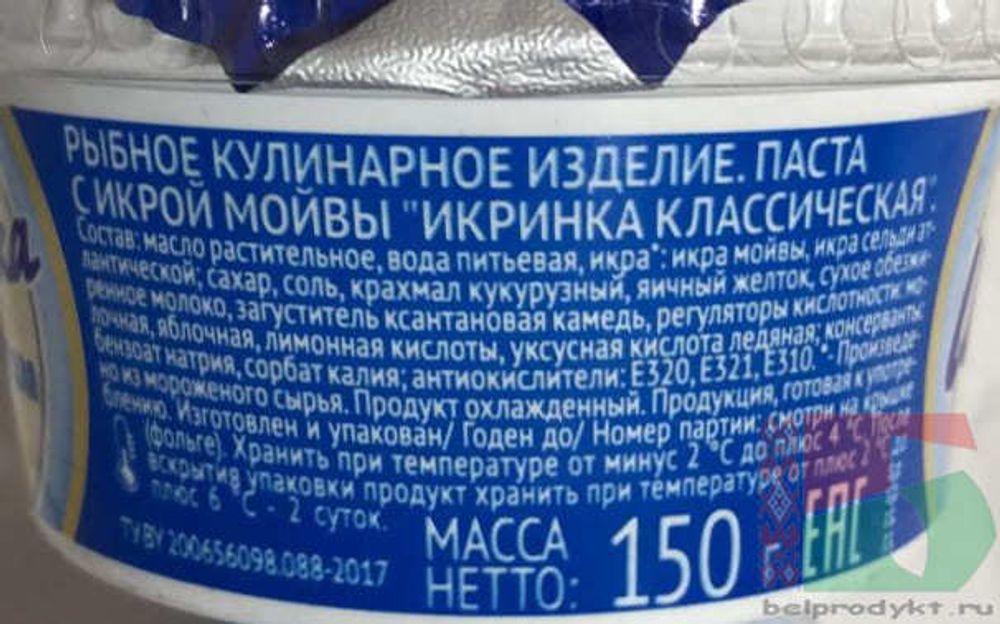 РЫБНОЕ КУЛИНАРНОЕ ИЗДЕЛИЕ. ПАСТА
С ИКРОЙ МОЙВЫ "ИКРИНКА КЛАССИЧЕСКАЯ".
Состав: масло растительное, вода питьевая, икра*: икра мойвы, икра сельди ат-
лантической; сахар, соль, крахмал кукурузный, яичный желток, сухое обезжи-
ренное молоко, загуститель ксантановая камедь, регуляторы кислотности: мо-
лочная, яблочная, лимонная кислоты, уксусная кислота ледяная; консерванты:
бензоат натрия, сорбат калия; антиокислители: Е320, Е321, Е310. *- Произведе-
но из мороженого сырья. Продукт охлажденный. Продукция, готовая к употре-
блению. Изготовлен и упакован/ Годен до/ Номер партии: смотри на крышке
(фольге). Хранить при температуре от минус 2 °С до плюс 4 °С. После
вскрытия упаковки продукт хранить при температуре от плюс 2 °С
плюс 6 °С - 2 суток.
ТУ BY 200656098.088-2017
МАССА
НЕТТО: 150 г.
ЕАС
belprodykt.ru